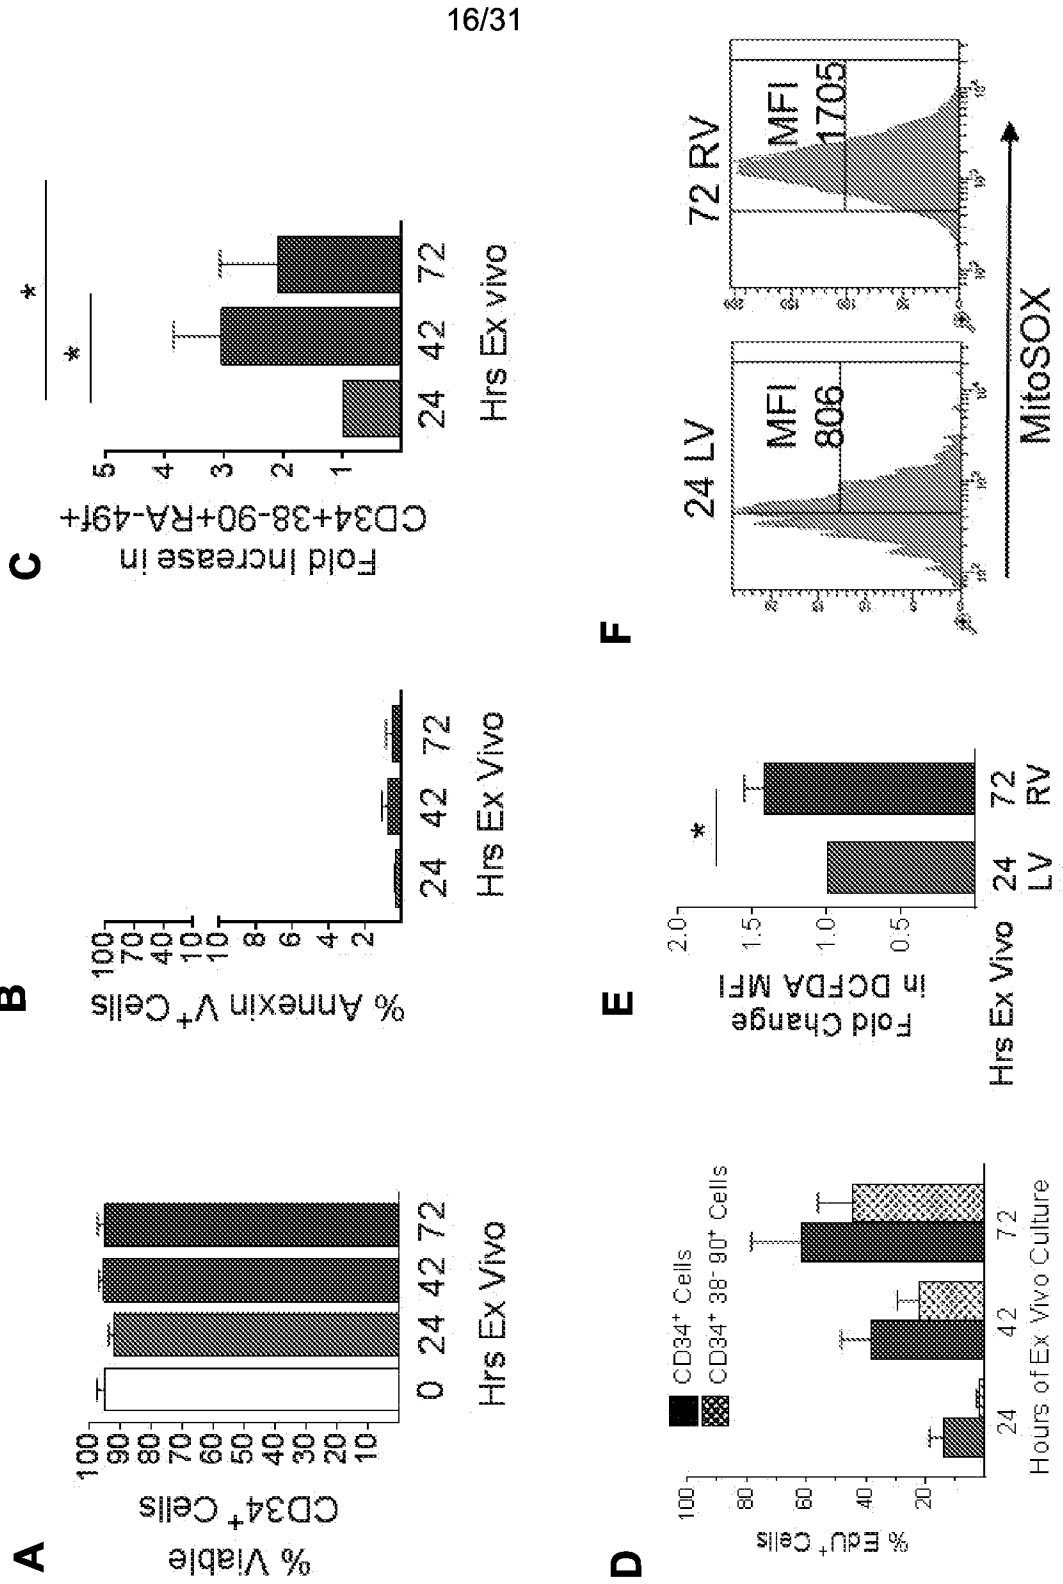 16/31
A
% Viable
CD34+ Cells
100
90
80
70
60
50
40
30
20
10
0 24 42 72
Hrs Ex Vivo
B
% Annexin V+ Cells
100
70
40
10
10
8
6
4
2
24 42 72
Hrs Ex Vivo
C
Fold Increase in
CD34+38-90+RA-49f+
5
4
3
2
1
*
*
24 42 72
Hrs Ex vivo
D
% EdU+ Cells
100
80
60
40
20
CD34+ Cells
CD34+ 38- 90+ Cells
24 42 72
Hours of Ex Vivo Culture
E
Fold Change
in DCFDA MFI
2.0
1.5
1.0
0.5
*
Hrs Ex Vivo 24 72
LV RV
F
24 LV
MFI
806
72 RV
MFI
1705
MitoSOX